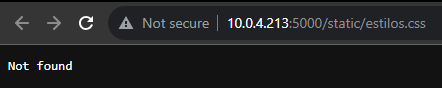 Not secure 10.0.4.213:5000/static/estilos.css
Not found